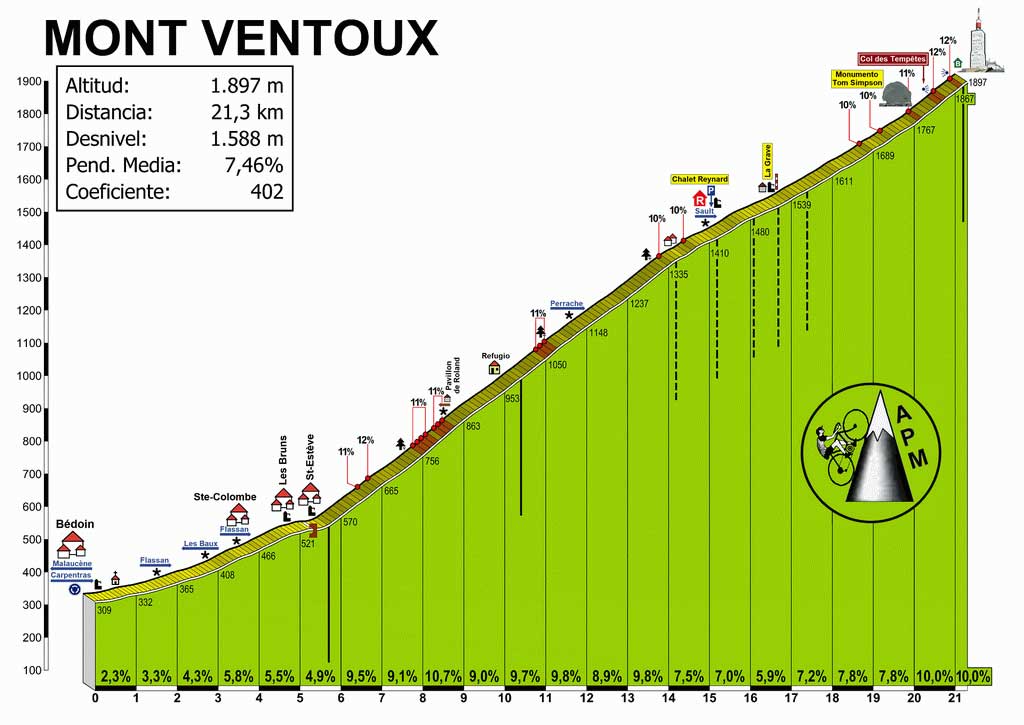 MONT VENTOUX
Altitud: 1.897 m
Distancia: 21,3 km
Desnivel: 1.588 m
Pend. Media: 7,46%
Coeficiente: 402
1900
1800
1700
1600
1500
1400
1300
1200
1100
1000
900
800
700
600
500
400
300
200
100
Bédoin
Malaucène
Carpentras
Flassan
Les Baux
Ste-Colombe
Flassan
Les Bruns
St-Estève
11%
12%
11%
11%
Pavillon
de Roland
Refugio
11%
Perrache
10%
10%
Chalet Reynard
R
P
Sault
La Grave
10%
10%
Monumento
Tom Simpson
11%
Col des Tempêtes
12%
12%
B
309
332
365
408
466
521
570
665
756
863
953
1050
1148
1237
1335
1410
1480
1539
1611
1689
1767
1867
1897
APM
2,3% 3,3% 4,3% 5,8% 5,5% 4,9% 9,5% 9,1% 10,7% 9,0% 9,7% 9,8% 8,9% 9,8% 7,5% 7,0% 5,9% 7,2% 7,8% 7,8% 10,0% 10,0%
0 1 2 3 4 5 6 7 8 9 10 11 12 13 14 15 16 17 18 19 20 21